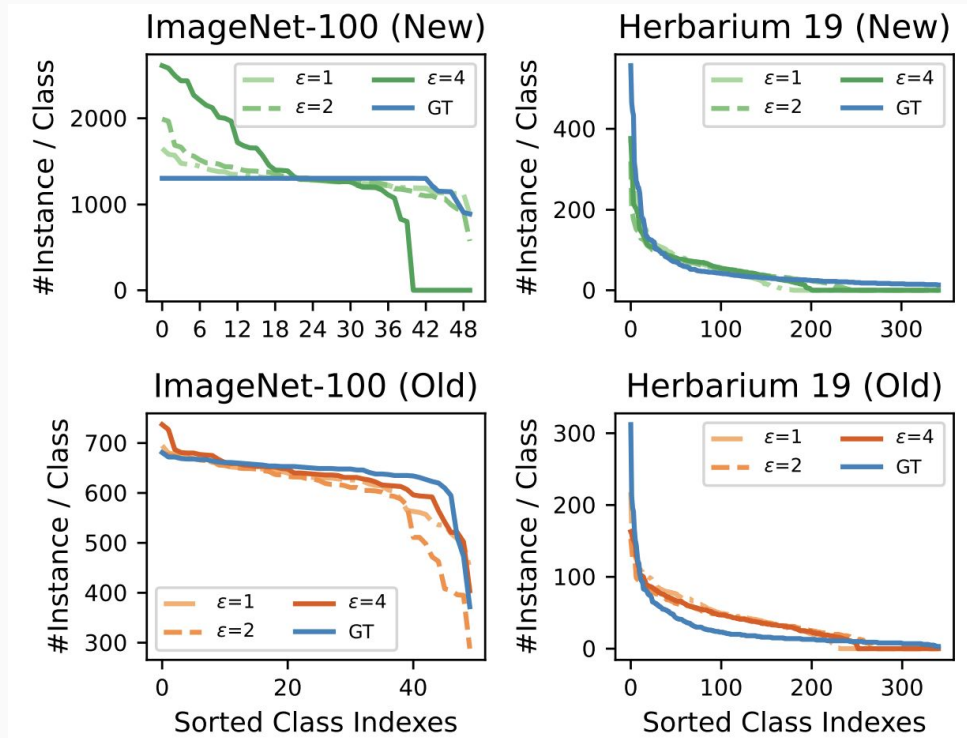 ImageNet-100 (New)
#Instance / Class
2000
1000
0
0 6 12 18 24 30 36 42 48
ε=1
ε=2
ε=4
GT
Herbarium 19 (New)
#Instance / Class
400
200
0
0 100 200 300
ε=1
ε=2
ε=4
GT
ImageNet-100 (Old)
#Instance / Class
700
600
500
400
300
0 20 40
ε=1
ε=2
ε=4
GT
Sorted Class Indexes
Herbarium 19 (Old)
#Instance / Class
300
200
100
0
0 100 200 300
ε=1
ε=2
ε=4
GT
Sorted Class Indexes